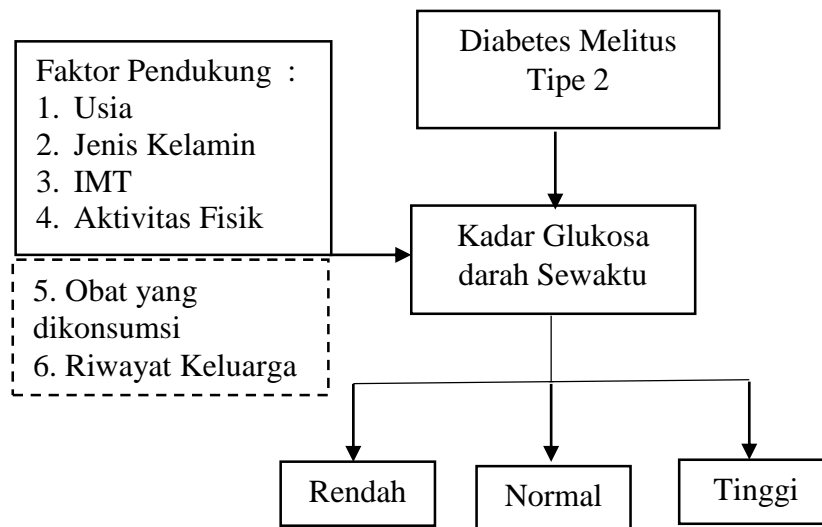 Diabetes Melitus
Tipe 2
Faktor Pendukung :
1. Usia
2. Jenis Kelamin
3. IMT
4. Aktivitas Fisik
5. Obat yang
dikonsumsi
6. Riwayat Keluarga
Kadar Glukosa
darah Sewaktu
Rendah
Normal
Tinggi